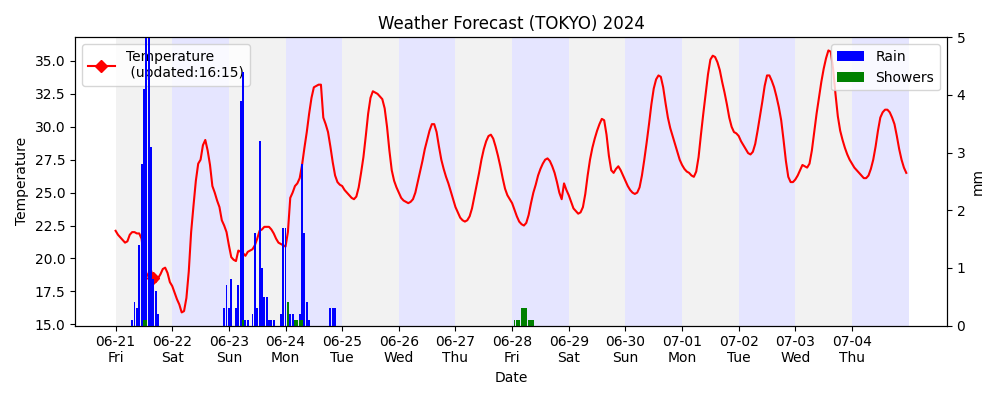 Weather Forecast (TOKYO) 2024
Temperature
(updated:16:15)
Rain
Showers
35.0
32.5
30.0
27.5
25.0
22.5
20.0
17.5
15.0
Temperature
5
4
3
2
1
0
mm
06-21 06-22 06-23 06-24 06-25 06-26 06-27 06-28 06-29 06-30 07-01 07-02 07-03 07-04
Fri Sat Sun Mon Tue Wed Thu Fri Sat Sun Mon Tue Wed Thu
Date